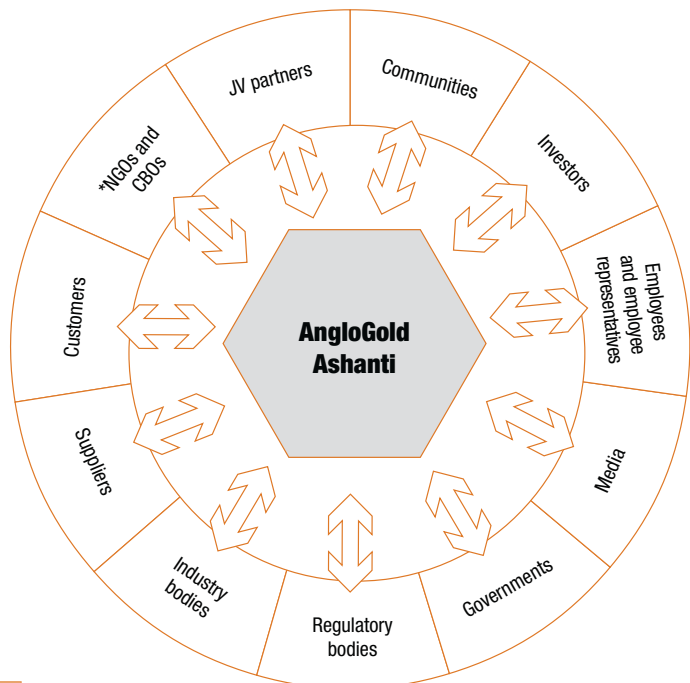 JV partners
Communities
Investors
Employees
and employee
representatives
Media
Governments
Regulatory
bodies
Industry
bodies
Suppliers
Customers
*NGOs and
CBOs
AngloGold
Ashanti